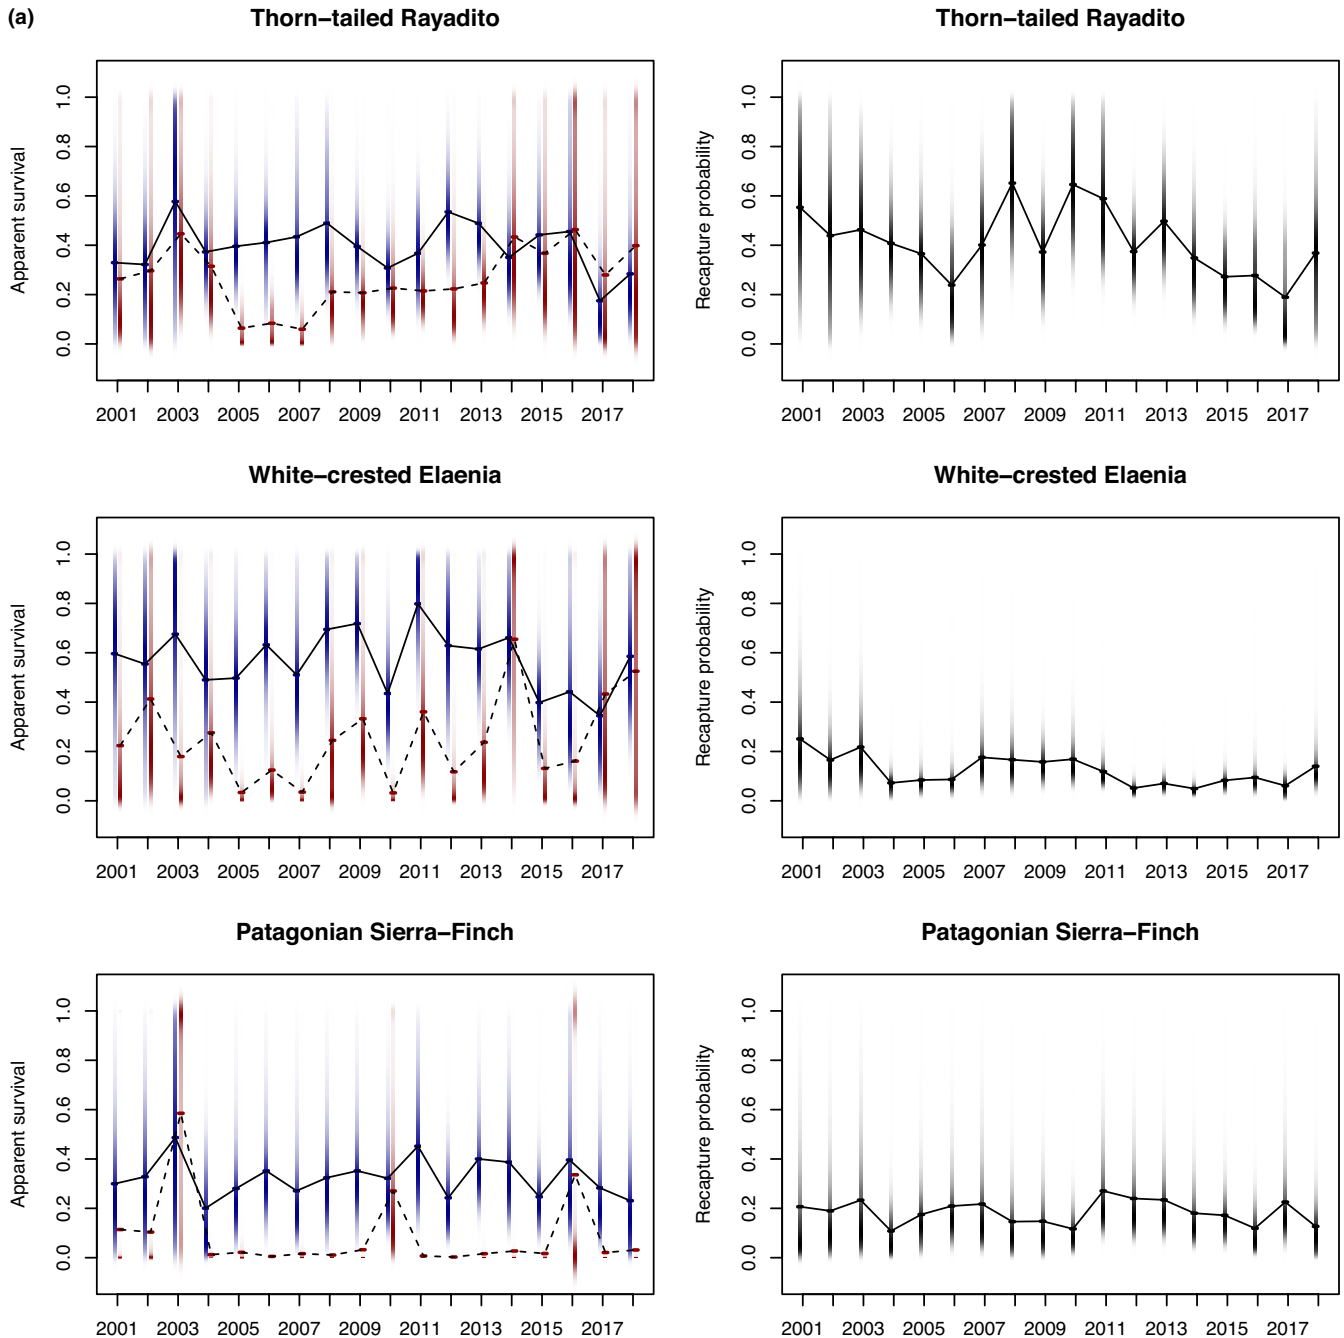 (a)
Thorn–tailed Rayadito
Apparent survival
1.0
0.8
0.6
0.4
0.2
0.0
2001 2003 2005 2007 2009 2011 2013 2015 2017
Thorn–tailed Rayadito
Recapture probability
1.0
0.8
0.6
0.4
0.2
0.0
2001 2003 2005 2007 2009 2011 2013 2015 2017
White–crested Elaenia
Apparent survival
1.0
0.8
0.6
0.4
0.2
0.0
2001 2003 2005 2007 2009 2011 2013 2015 2017
White–crested Elaenia
Recapture probability
1.0
0.8
0.6
0.4
0.2
0.0
2001 2003 2005 2007 2009 2011 2013 2015 2017
Patagonian Sierra–Finch
Apparent survival
1.0
0.8
0.6
0.4
0.2
0.0
2001 2003 2005 2007 2009 2011 2013 2015 2017
Patagonian Sierra–Finch
Recapture probability
1.0
0.8
0.6
0.4
0.2
0.0
2001 2003 2005 2007 2009 2011 2013 2015 2017